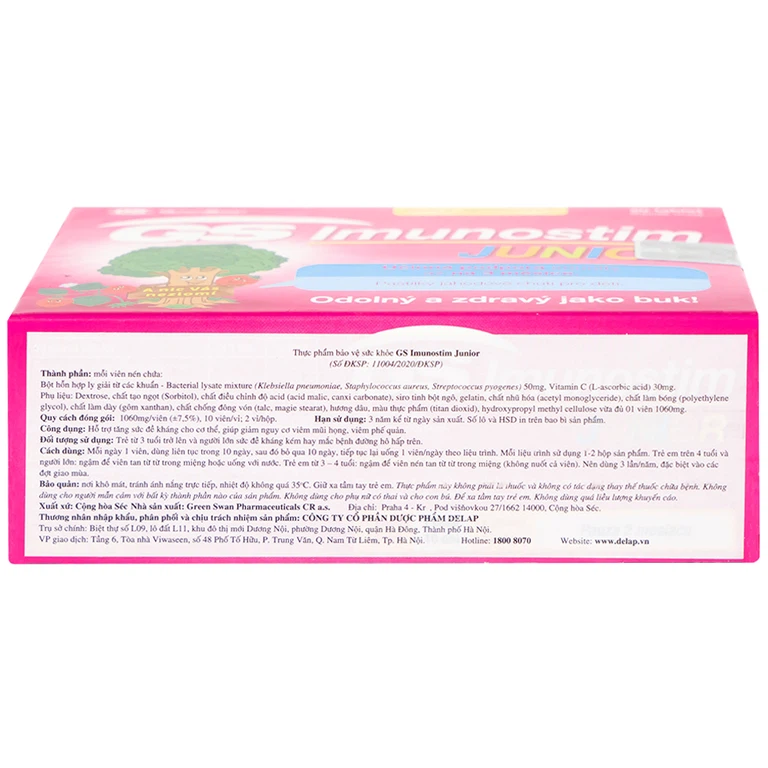 GS Imunostim
JUNIO
Odolný a zdravý jako buk!
Thực phẩm bảo vệ sức khỏe GS Imunostim Junior
(Số ĐKSP: 11004/2020/ĐKSP)
Thành phần: mỗi viên nén chứa:
Bột hỗn hợp ly giải từ các khuẩn - Bacterial lysate mixture (Klebsiella pneumoniae, Staphylococcus aureus, Streptococcus pyogenes) 50mg, Vitamin C (L-ascorbic acid) 30mg.
Phụ liệu: Dextrose, chất tạo ngọt (Sorbitol), chất điều chỉnh độ acid (acid malic, canxi carbonate), siro tinh bột ngô, gelatin, chất nhũ hóa (acetyl monoglyceride), chất làm bóng (polyethylene
glycol), chất làm dày (gôm xanthan), chất chống đông vón (talc, magie stearat), hương dâu, màu thực phẩm (titan dioxid), hydroxypropyl methyl cellulose vừa đủ 01 viên 1060mg.
Quy cách đóng gói: 1060mg/viên (±7,5%), 10 viên/vỉ; 2 vỉ/hộp. Hạn sử dụng: 3 năm kể từ ngày sản xuất. Số lô và HSD in trên bao bì sản phẩm.
Công dụng: Hỗ trợ tăng sức đề kháng cho cơ thể, giúp giảm nguy cơ viêm mũi họng, viêm phế quản.
Đối tượng sử dụng: Trẻ từ 3 tuổi trở lên và người lớn sức đề kháng kém hay mắc bệnh đường hô hấp trên.
Cách dùng: Mỗi ngày 1 viên, dùng liên tục trong 10 ngày, sau đó bỏ qua 10 ngày, tiếp tục lại uống 1 viên/ngày theo liệu trình. Mỗi liệu trình sử dụng 1-2 hộp sản phẩm. Trẻ em trên 4 tuổi và
người lớn: ngậm để viên tan từ từ trong miệng hoặc uống với nước. Trẻ em từ 3 – 4 tuổi: ngậm để viên nén tan từ từ trong miệng (không nuốt cả viên). Nên dùng 3 lần/năm, đặc biệt vào các
đợt giao mùa.
Bảo quản: nơi khô mát, tránh ánh nắng trực tiếp, nhiệt độ không quá 35°C. Giữ xa tầm tay trẻ em. Thực phẩm này không phải là thuốc và không có tác dụng thay thế thuốc chữa bệnh. Không
dùng cho người mẫn cảm với bất kỳ thành phần nào của sản phẩm. Không dùng cho phụ nữ có thai và cho con bú. Để xa tầm tay trẻ em. Không dùng quá liều lượng khuyến cáo.
Xuất xứ: Cộng hòa Séc Nhà sản xuất: Green Swan Pharmaceuticals CR a.s. Địa chỉ: Praha 4 - Kr , Pod višňovkou 27/1662 14000, Cộng hòa Séc.
Thương nhân nhập khẩu, phân phối và chịu trách nhiệm sản phẩm: CÔNG TY CỔ PHẦN DƯỢC PHẨM DELAP
Trụ sở chính: Biệt thự số L09, lô đất L11, khu đô thị mới Dương Nội, phường Dương Nội, quận Hà Đông, Thành phố Hà Nội.
VP giao dịch: Tầng 6, Tòa nhà Viwaseen, số 48 Phố Tố Hữu, P. Trung Văn, Q. Nam Từ Liêm, Tp. Hà Nội. Hotline: 1800 8070 Website: www.delap.vn